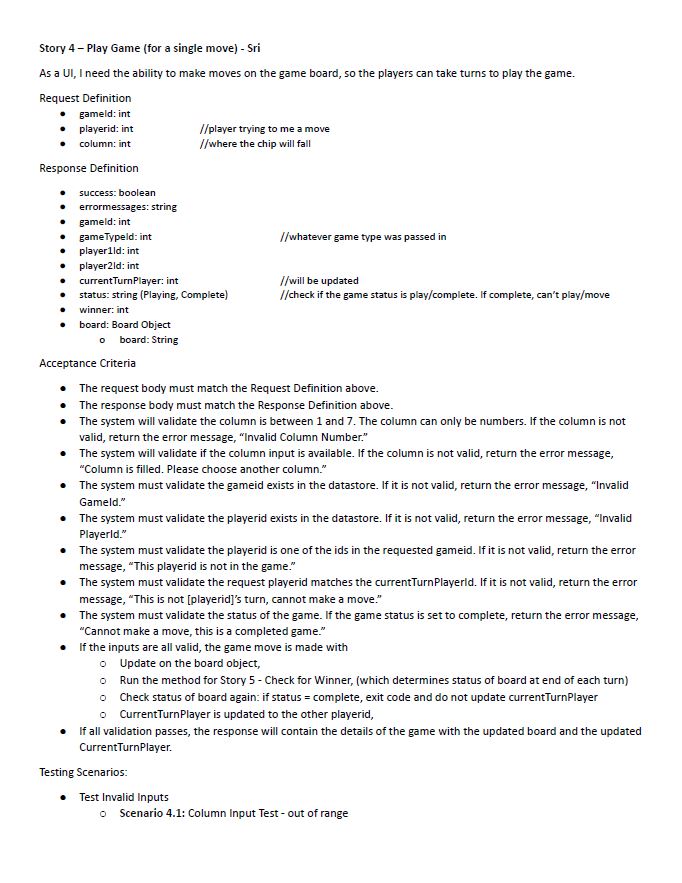 Story 4 – Play Game (for a single move) - Sri
As a UI, I need the ability to make moves on the game board, so the players can take turns to play the game.
Request Definition
● gameId: int
● playerid: int //player trying to me a move
● column: int //where the chip will fall
Response Definition
● success: boolean
● errormessages: string
● gameId: int
● gameTypeId: int //whatever game type was passed in
● player1Id: int
● player2Id: int
● currentTurnPlayer: int //will be updated
● status: string (Playing, Complete) //check if the game status is play/complete. If complete, can't play/move
● winner: int
● board: Board Object
○ board: String
Acceptance Criteria
● The request body must match the Request Definition above.
● The response body must match the Response Definition above.
● The system will validate the column is between 1 and 7. The column can only be numbers. If the column is not
valid, return the error message, “Invalid Column Number.”
● The system will validate if the column input is available. If the column is not valid, return the error message,
“Column is filled. Please choose another column.”
● The system must validate the gameid exists in the datastore. If it is not valid, return the error message, “Invalid
GameId.”
● The system must validate the playerid exists in the datastore. If it is not valid, return the error message, “Invalid
PlayerId.”
● The system must validate the playerid is one of the ids in the requested gameid. If it is not valid, return the error
message, “This playerid is not in the game.”
● The system must validate the request playerid matches the currentTurnPlayerId. If it is not valid, return the error
message, “This is not [playerid]’s turn, cannot make a move.”
● The system must validate the status of the game. If the game status is set to complete, return the error message,
“Cannot make a move, this is a completed game.”
● If the inputs are all valid, the game move is made with
○ Update on the board object,
○ Run the method for Story 5 - Check for Winner, (which determines status of board at end of each turn)
○ Check status of board again: if status = complete, exit code and do not update currentTurnPlayer
○ CurrentTurnPlayer is updated to the other playerid,
● If all validation passes, the response will contain the details of the game with the updated board and the updated
CurrentTurnPlayer.
Testing Scenarios:
● Test Invalid Inputs
○ Scenario 4.1: Column Input Test - out of range